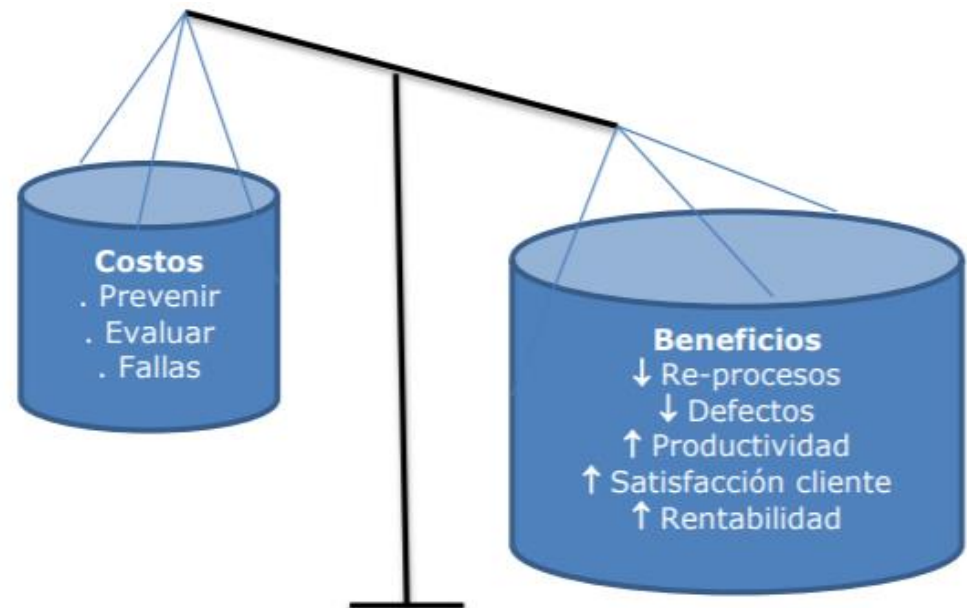 Costos
. Prevenir
. Evaluar
. Fallas
Beneficios
↓ Re-procesos
↓ Defectos
↑ Productividad
↑ Satisfacción cliente
↑ Rentabilidad